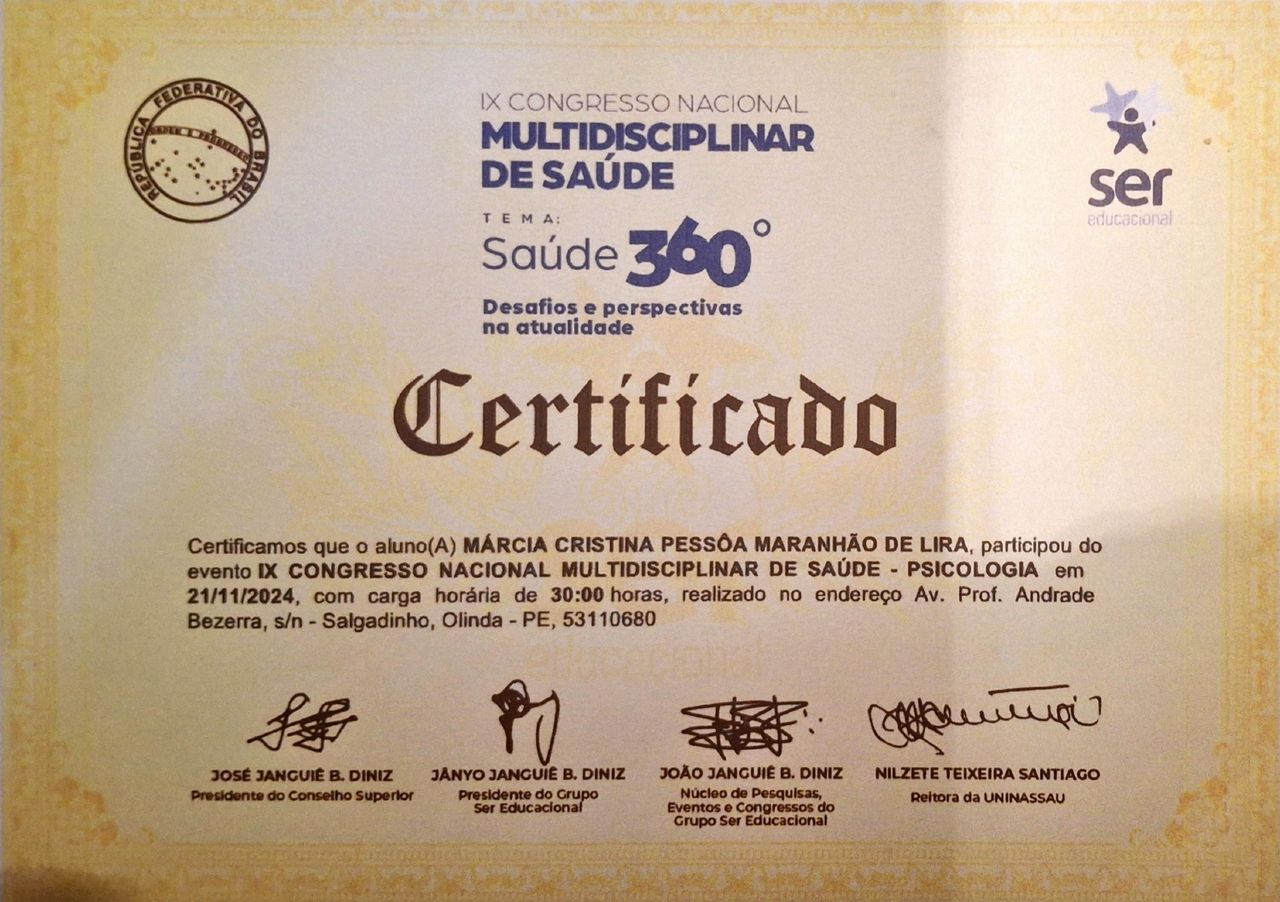 REPÚBLICA FEDERATIVA DO BRASIL
ORDEM E PROGRESSO
IX CONGRESSO NACIONAL
MULTIDISCIPLINAR
DE SAÚDE
TEMA:
Saúde 360°
Desafios e perspectivas
na atualidade
ser
educacional
Certificado
Certificamos que o aluno(A) MÁRCIA CRISTINA PESSÔA MARANHÃO DE LIRA, participou do
evento IX CONGRESSO NACIONAL MULTIDISCIPLINAR DE SAÚDE - PSICOLOGIA em
21/11/2024, com carga horária de 30:00 horas, realizado no endereço Av. Prof. Andrade
Bezerra, s/n - Salgadinho, Olinda - PE, 53110680
educacional
JOSÉ JANGUIÊ B. DINIZ
Presidente do Conselho Superior
JÂNYO JANGUIÊ B. DINIZ
Presidente do Grupo
Ser Educacional
JOÃO JANGUIÊ B. DINIZ
Núcleo de Pesquisas,
Eventos e Congressos do
Grupo Ser Educacional
NILZETE TEIXEIRA SANTIAGO
Reitora da UNINASSAU